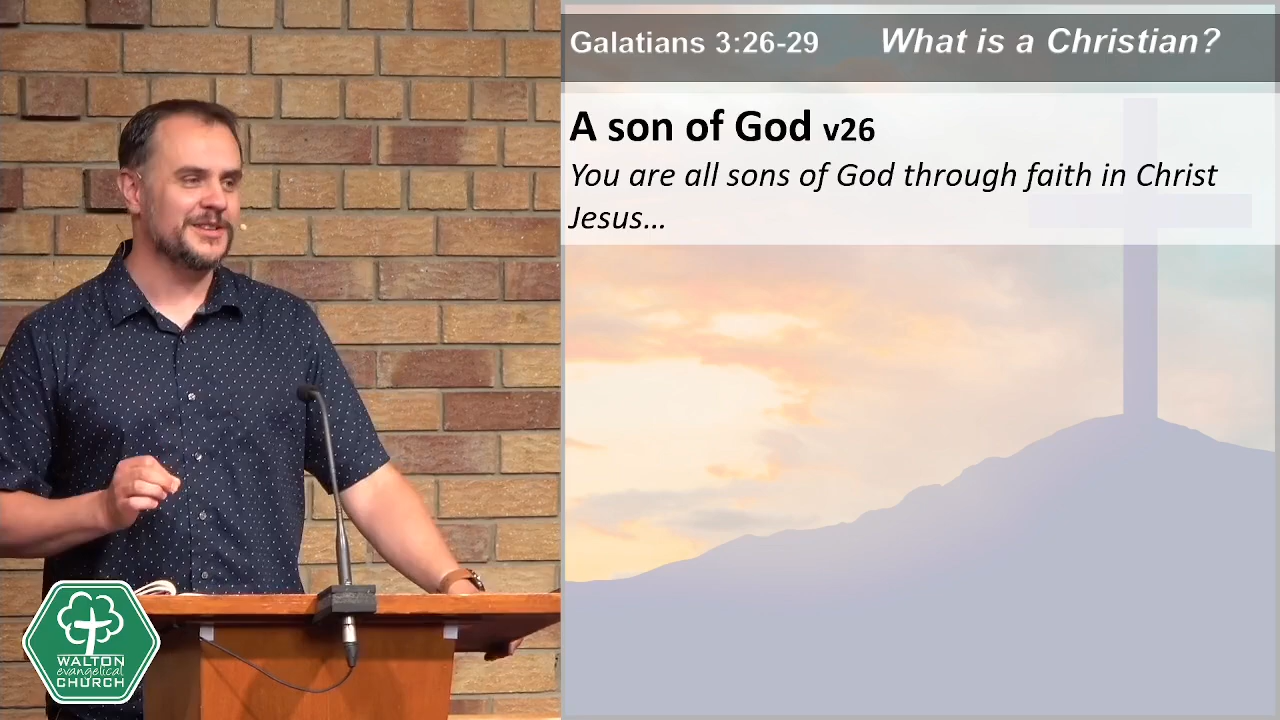 Galatians 3:26-29 What is a Christian?
A son of God v26
You are all sons of God through faith in Christ
Jesus...
WALTON
evangelical
CHURCH